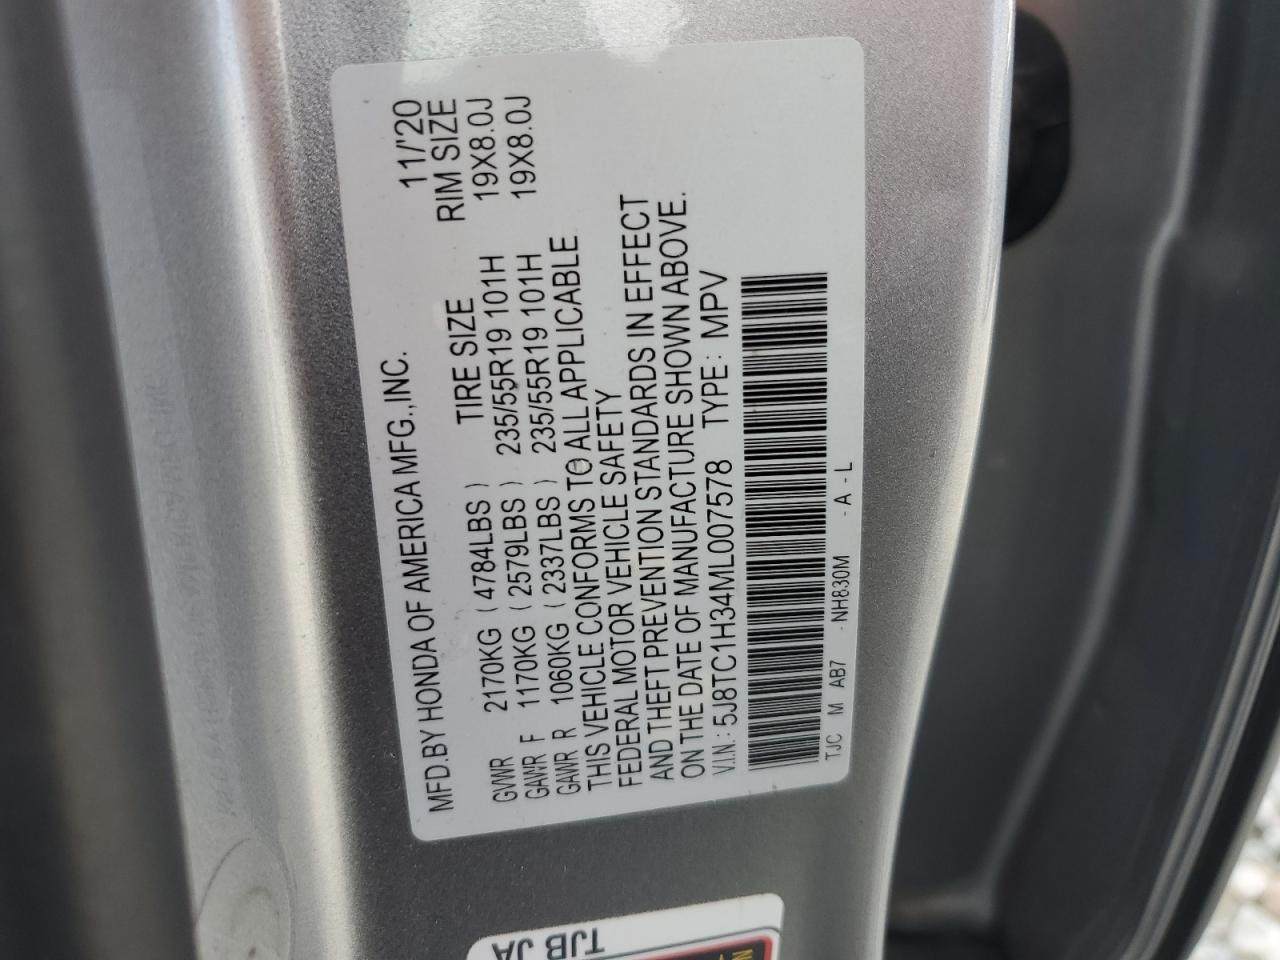 MFD.BY HONDA OF AMERICA MFG.,INC. 11/'20
TIRE SIZE RIM SIZE
GVWR 2170KG (4784LBS)
GAWR F 1170KG (2579LBS) 235/55R19 101H 19X8.0J
GAWR R 1060KG (2337LBS) 235/55R19 101H 19X8.0J
THIS VEHICLE CONFORMS TO ALL APPLICABLE
FEDERAL MOTOR VEHICLE SAFETY
AND THEFT PREVENTION STANDARDS IN EFFECT
ON THE DATE OF MANUFACTURE SHOWN ABOVE.
V.I.N.: 5J8TC1H34ML007578 TYPE: MPV
TJC M AB7 -NH830M -A-L
TJB JA